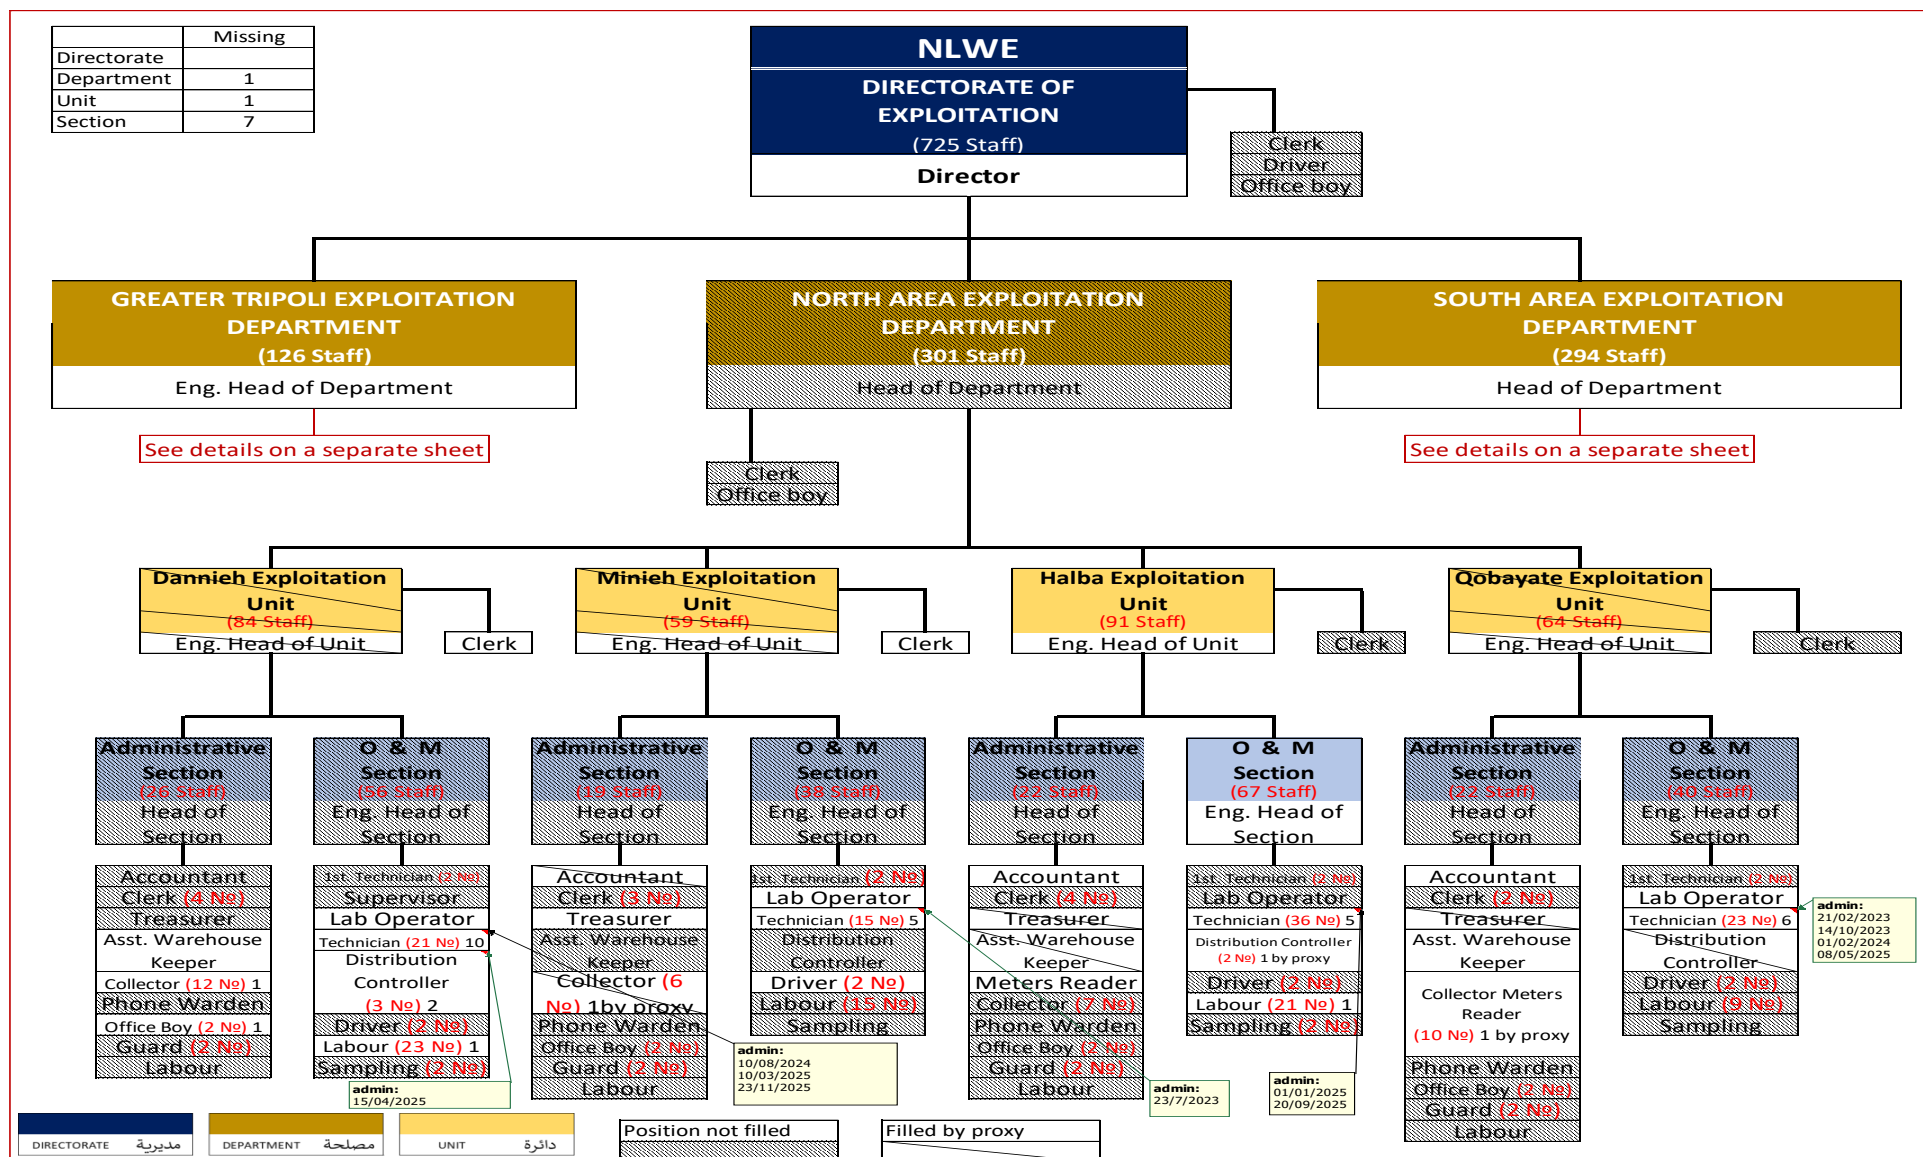 Missing
Directorate
Department 1
Unit 1
Section 7
NLWE
DIRECTORATE OF
EXPLOITATION
(725 Staff)
Director
Clerk
Driver
Office boy
GREATER TRIPOLI EXPLOITATION
DEPARTMENT
(126 Staff)
Eng. Head of Department
See details on a separate sheet
NORTH AREA EXPLOITATION
DEPARTMENT
(301 Staff)
Head of Department
Clerk
Office boy
SOUTH AREA EXPLOITATION
DEPARTMENT
(294 Staff)
Head of Department
See details on a separate sheet
Dannieh Exploitation
Unit
(84 Staff)
Eng. Head of Unit
Clerk
Minieh Exploitation
Unit
(59 Staff)
Eng. Head of Unit
Clerk
Halba Exploitation
Unit
(91 Staff)
Eng. Head of Unit
Clerk
Qobayate Exploitation
Unit
(64 Staff)
Eng. Head of Unit
Clerk
Administrative
Section
(26 Staff)
Head of
Section
Accountant
Clerk (4 №)
Treasurer
Asst. Warehouse
Keeper
Collector (12 №) 1
Phone Warden
Office Boy (2 №) 1
Guard (2 №)
Labour
O & M
Section
(56 Staff)
Eng. Head of
Section
1st. Technician (2 №)
Supervisor
Lab Operator
Technician (21 №) 10
Distribution
Controller
(3 №) 2
Driver (2 №)
Labour (23 №) 1
Sampling (2 №)
admin:
15/04/2025
Administrative
Section
(19 Staff)
Head of
Section
Accountant
Clerk (3 №)
Treasurer
Asst. Warehouse
Keeper
Collector (6
№) 1by proxy
Phone Warden
Office Boy (2 №)
Guard (2 №)
Labour
O & M
Section
(38 Staff)
Eng. Head of
Section
1st. Technician (2 №)
Lab Operator
Technician (15 №) 5
Distribution
Controller
Driver (2 №)
Labour (15 №)
Sampling
admin:
10/08/2024
10/03/2025
23/11/2025
Administrative
Section
(22 Staff)
Head of
Section
Accountant
Clerk (4 №)
Treasurer
Asst. Warehouse
Keeper
Meters Reader
Collector (7 №)
Phone Warden
Office Boy (2 №)
Guard (2 №)
Labour
admin:
23/7/2023
O & M
Section
(67 Staff)
Eng. Head of
Section
1st. Technician (2 №)
Lab Operator
Technician (36 №) 5
Distribution Controller
(2 №) 1 by proxy
Driver (2 №)
Labour (21 №) 1
Sampling (2 №)
admin:
01/01/2025
20/09/2025
Administrative
Section
(22 Staff)
Head of
Section
Accountant
Clerk (2 №)
Treasurer
Asst. Warehouse
Keeper
Collector Meters
Reader
(10 №) 1 by proxy
Phone Warden
Office Boy (2 №)
Guard (2 №)
Labour
O & M
Section
(40 Staff)
Eng. Head of
Section
1st. Technician (2 №)
Lab Operator
Technician (23 №) 6
Distribution
Controller
Driver (2 №)
Labour (9 №)
Sampling
admin:
21/02/2023
14/10/2023
01/02/2024
08/05/2025
DIRECTORATE مديرية
DEPARTMENT مصلحة
UNIT دائرة
Position not filled
Filled by proxy